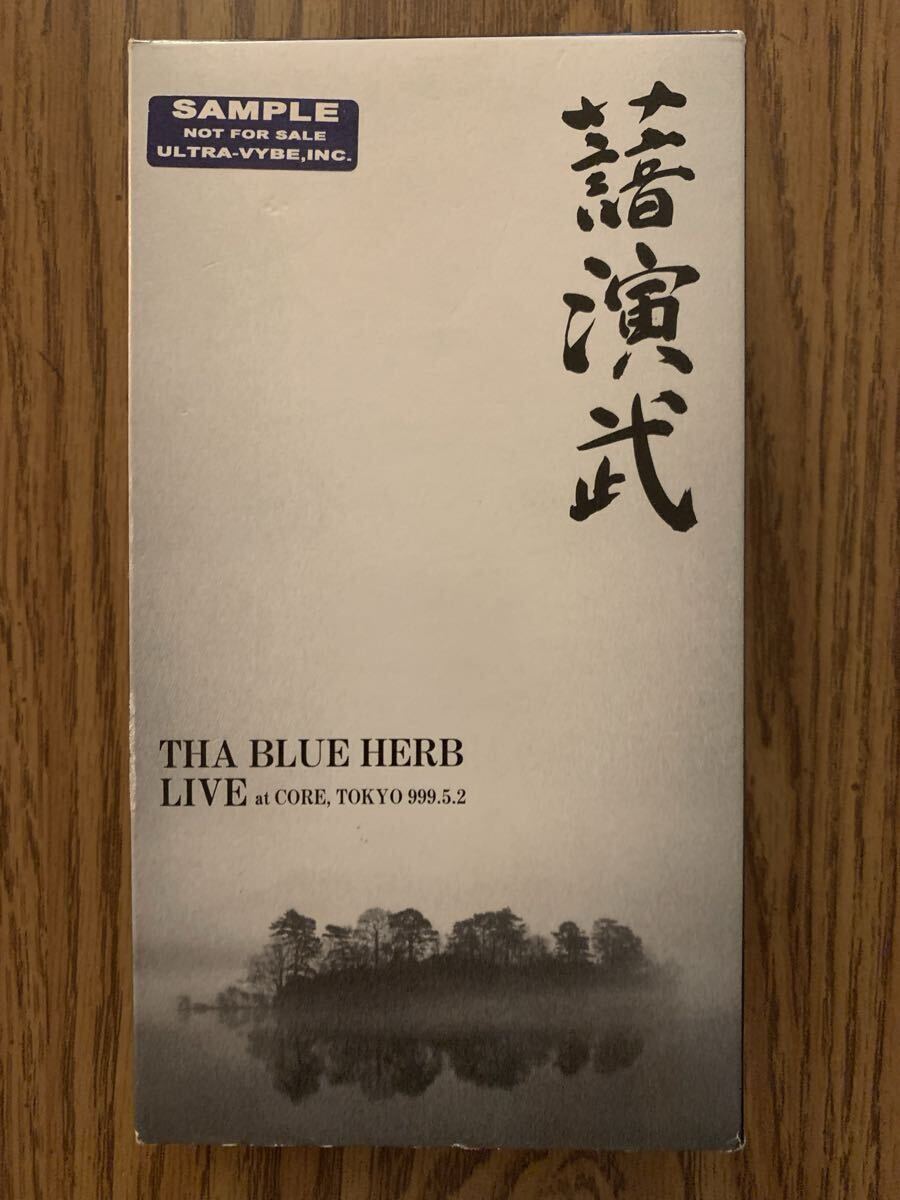 SAMPLE
NOT FOR SALE
ULTRA-VYBE,INC.
演武
THA BLUE HERB
LIVE at CORE, TOKYO 999.5.2